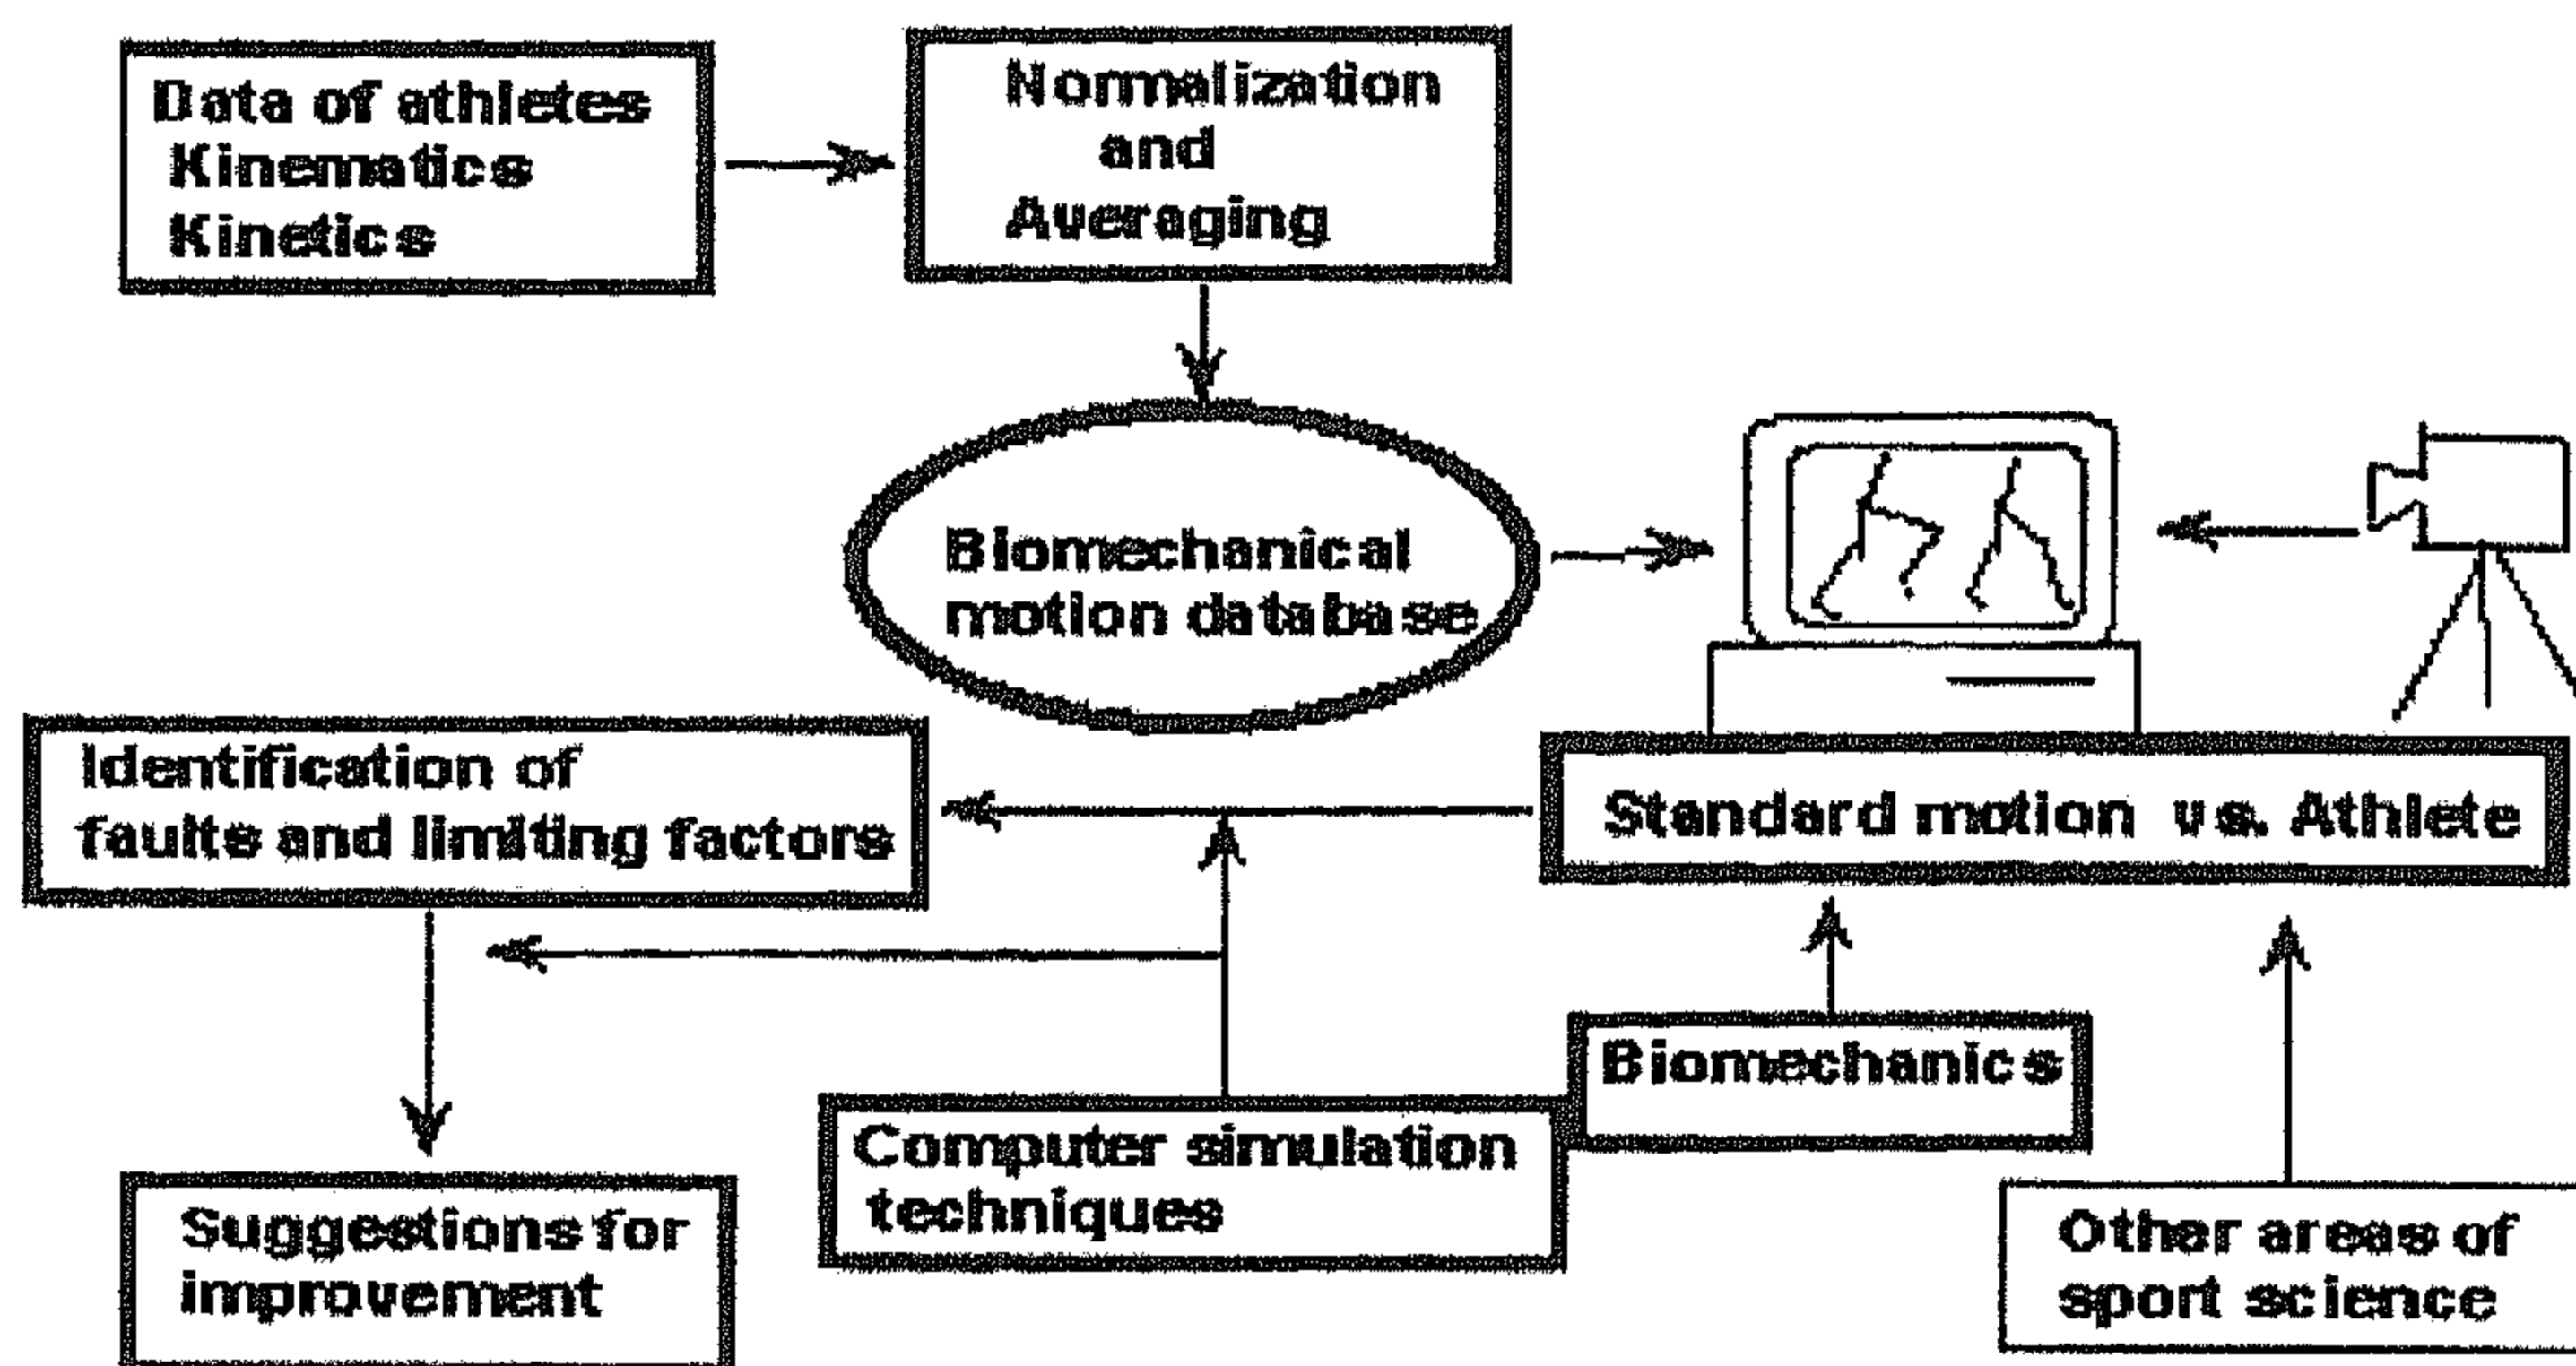 Data of athletes
Kinematics
Kinetics
Normalization
and
Averaging
Biomechanical
motion database
Identification of
faults and limiting factors
Standard motion vs. Athlete
Biomechanics
Computer simulation
techniques
Suggestions for
improvement
Other areas of
sport science